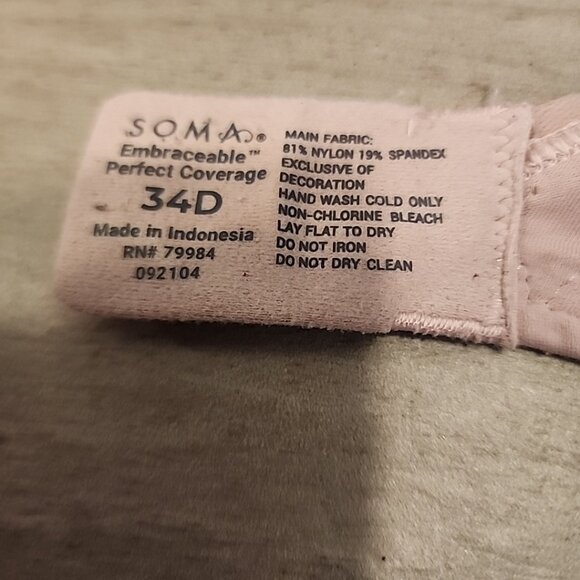 SOMA®
Embraceable™
Perfect Coverage
34D
Made in Indonesia
RN# 79984
092104
MAIN FABRIC:
81% NYLON 19% SPANDEX
EXCLUSIVE OF
DECORATION
HAND WASH COLD ONLY
NON-CHLORINE BLEACH
LAY FLAT TO DRY
DO NOT IRON
DO NOT DRY CLEAN